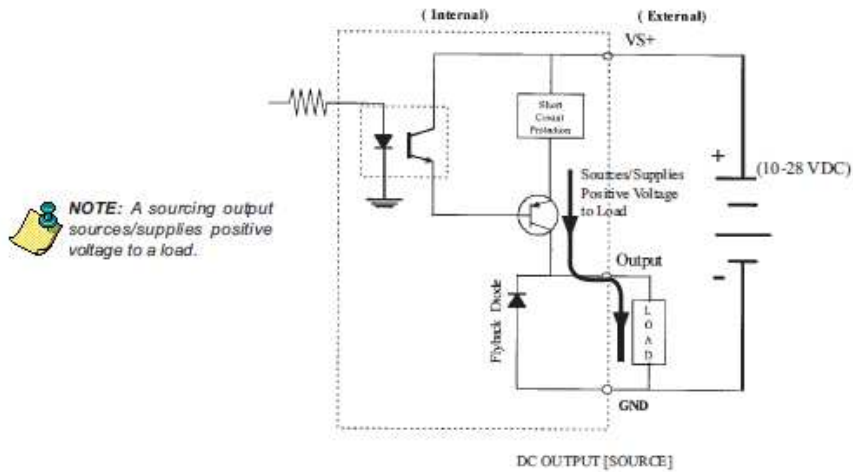 ( Internal)
( External)
VS+
Short
Circuit
Protection
+
(10-28 VDC)
Sources/Supplies
Positive Voltage
to Load
NOTE: A sourcing output
sources/supplies positive
voltage to a load.
Output
-
Flyback Diode
L
O
A
D
GND
DC OUTPUT [SOURCE]